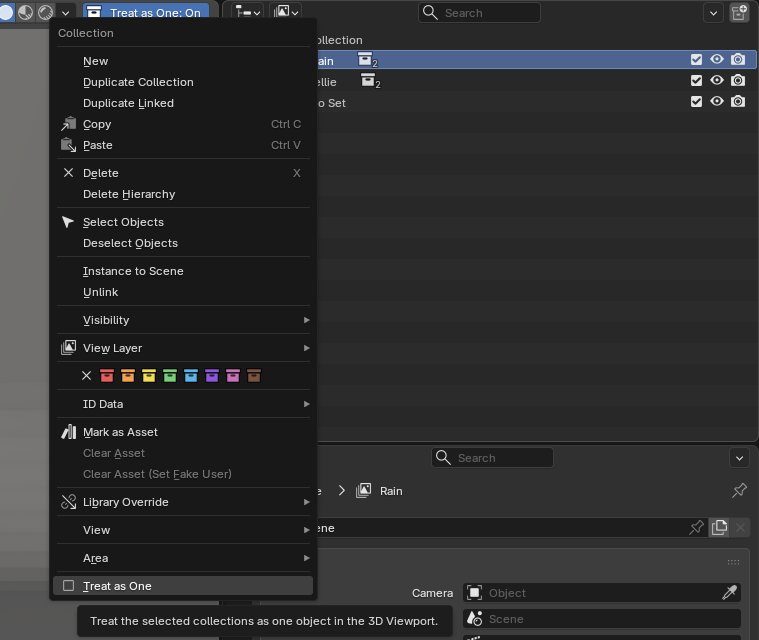 Treat as One: On
Search
Collection
ollection
New
ain
2
Duplicate Collection
ellie
2
Duplicate Linked
o Set
Copy Ctrl C
Paste Ctrl V
Delete X
Delete Hierarchy
Select Objects
Deselect Objects
Instance to Scene
Unlink
Visibility
View Layer
ID Data
Mark as Asset
Clear Asset
Search
Clear Asset (Set Fake User)
e
Rain
Library Override
View
ene
Area
Treat as One
Camera
Object
Scene
Treat the selected collections as one object in the 3D Viewport.